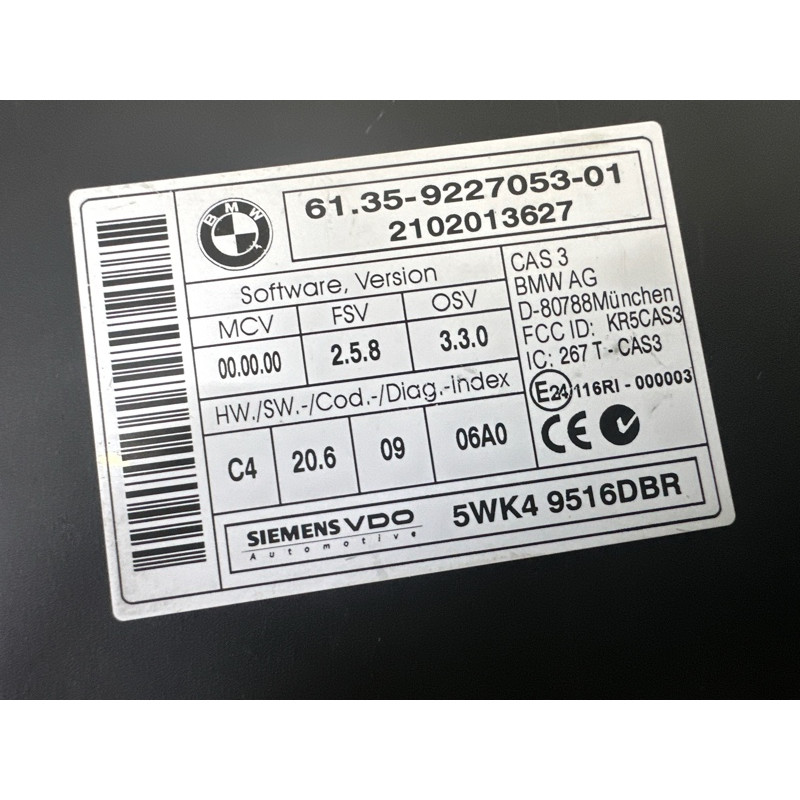 BMW
61.35-9227053-01
2102013627
Software, Version
MCV FSV OSV
00.00.00 2.5.8 3.3.0
HW./SW.-/Cod.-/Diag.-Index
C4 20.6 09 06A0
CAS 3
BMW AG
D-80788München
FCC ID: KR5CAS3
IC: 267 T - CAS3
E24 116RI - 000003
CE
SIEMENS VDO
Automotive
5WK4 9516DBR